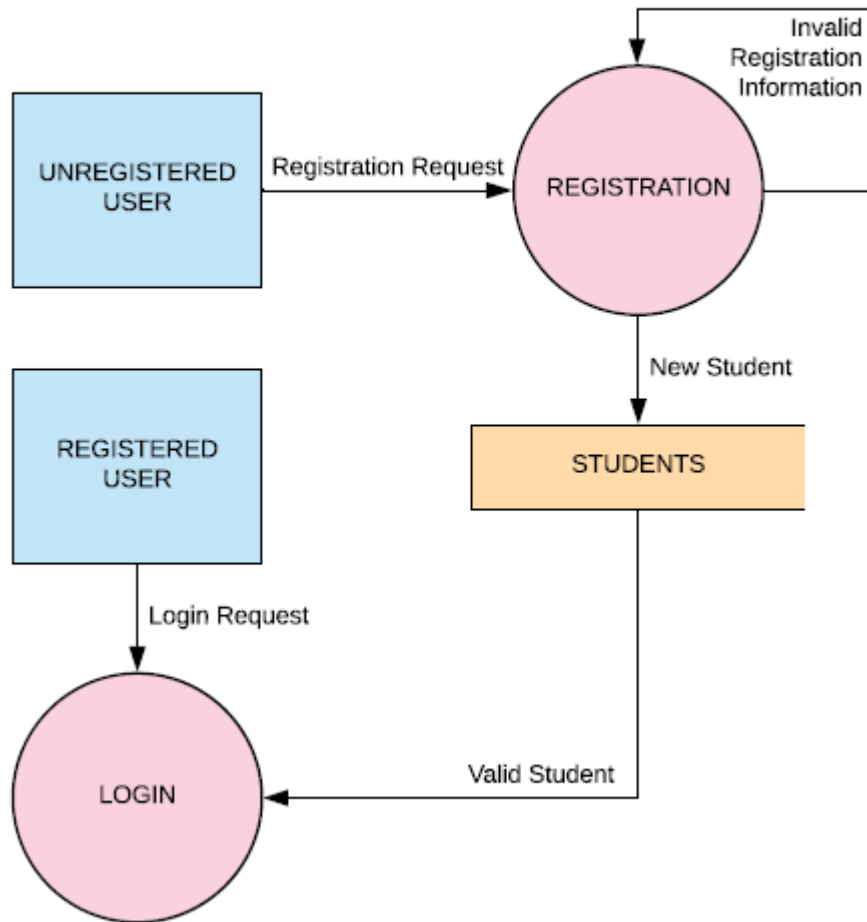 Invalid
Registration
Information
UNREGISTERED
USER
Registration Request
REGISTRATION
New Student
REGISTERED
USER
STUDENTS
Login Request
Valid Student
LOGIN